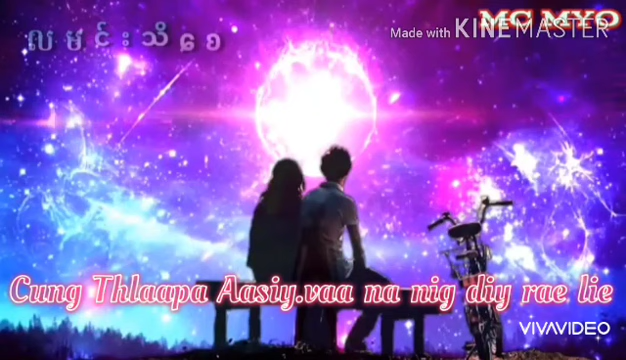 MG MYO
Made with KINEMASTER
လမင်းသိစေ
Cung Thlaapa Aasiy.vaa na nig diy rae lie
VIVAVIDEO